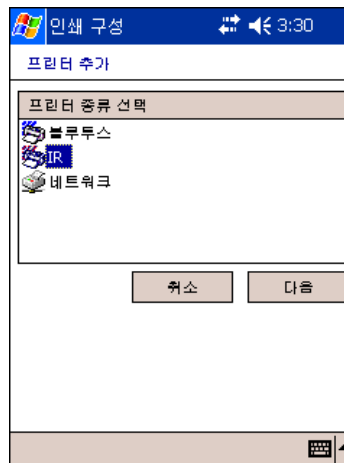 인쇄 구성 3:30
프린터 추가
프린터 종류 선택
블루투스
IR
네트워크
취소 다음